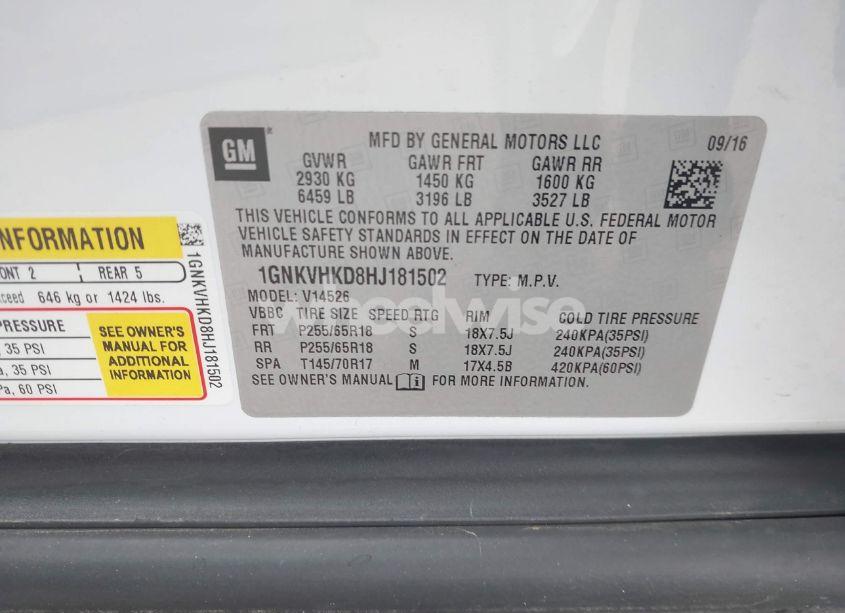 GM
MFD BY GENERAL MOTORS LLC 09/16
GVWR GAWR FRT GAWR RR
2930 KG 1450 KG 1600 KG
6459 LB 3196 LB 3527 LB
THIS VEHICLE CONFORMS TO ALL APPLICABLE U.S. FEDERAL MOTOR
VEHICLE SAFETY STANDARDS IN EFFECT ON THE DATE OF
MANUFACTURE SHOWN ABOVE.
1GNKVHKD8HJ181502 TYPE: M.P.V.
MODEL: V14526
VBBC TIRE SIZE SPEED RTG RIM COLD TIRE PRESSURE
FRT P255/65R18 S 18X7.5J 240KPA(35PSI)
RR P255/65R18 S 18X7.5J 240KPA(35PSI)
SPA T145/70R17 M 17X4.5B 420KPA(60PSI)
SEE OWNER'S MANUAL FOR MORE INFORMATION.
NFORMATION
ONT 2 REAR 5
xceed 646 kg or 1424 lbs.
PRESSURE
, 35 PSI
a, 35 PSI
a, 60 PSI
SEE OWNER'S
MANUAL FOR
ADDITIONAL
INFORMATION
1GNKVHKD8HJ181502
wheelwise